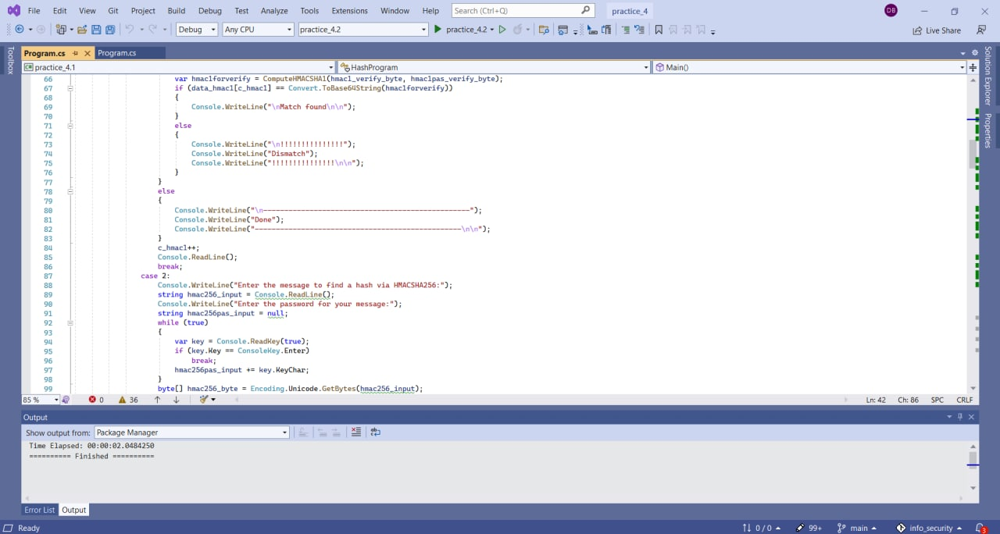 File Edit View Git Project Build Debug Test Analyze Tools Extensions Window Help Search (Ctrl+Q) practice_4 DB
Debug Any CPU practice_4.2 practice_4.2 Live Share
Toolbox
Program.cs Program.cs
practice_4.1 HashProgram Main()
66 var hmac1forverify = ComputeHMACSHA1(hmac1_verify_byte, hmac1pas_verify_byte);
67 if (data_hmac1[c_hmac1] == Convert.ToBase64String(hmac1forverify))
68 {
69 Console.WriteLine("\nMatch found\n\n");
70 }
71 else
72 {
73 Console.WriteLine("\n!!!!!!!!!!!!!!!");
74 Console.WriteLine("Dismatch");
75 Console.WriteLine("!!!!!!!!!!!!!!!\n\n");
76 }
77 }
78 else
79 {
80 Console.WriteLine("\n-------------------------------------------------");
81 Console.WriteLine("Done");
82 Console.WriteLine("-------------------------------------------------\n\n");
83 }
84 c_hmac1++;
85 Console.ReadLine();
86 break;
87 case 2:
88 Console.WriteLine("Enter the message to find a hash via HMACSHA256:");
89 string hmac256_input = Console.ReadLine();
90 Console.WriteLine("Enter the password for your message:");
91 string hmac256pas_input = null;
92 while (true)
93 {
94 var key = Console.ReadKey(true);
95 if (key.Key == ConsoleKey.Enter)
96 break;
97 hmac256pas_input += key.KeyChar;
98 }
99 byte[] hmac256_byte = Encoding.Unicode.GetBytes(hmac256_input);
Solution Explorer
Properties
85 % 0 36 Ln: 42 Ch: 86 SPC CRLF
Output
Show output from: Package Manager
Time Elapsed: 00:00:02.0484250
========== Finished ==========
Error List Output
Ready 0 / 0 99+ main info_security 3